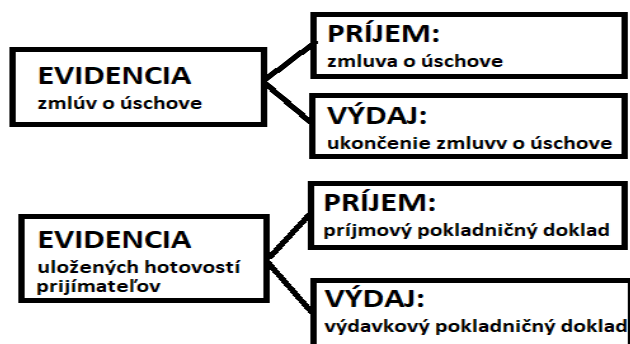 EVIDENCIA
zmlúv o úschove
PRÍJEM:
zmluva o úschove
VÝDAJ:
ukončenie zmluvv o úschove
EVIDENCIA
uložených hotovostí
prijímateľov
PRÍJEM:
príjmový pokladničný doklad
VÝDAJ:
výdavkový pokladničný doklad